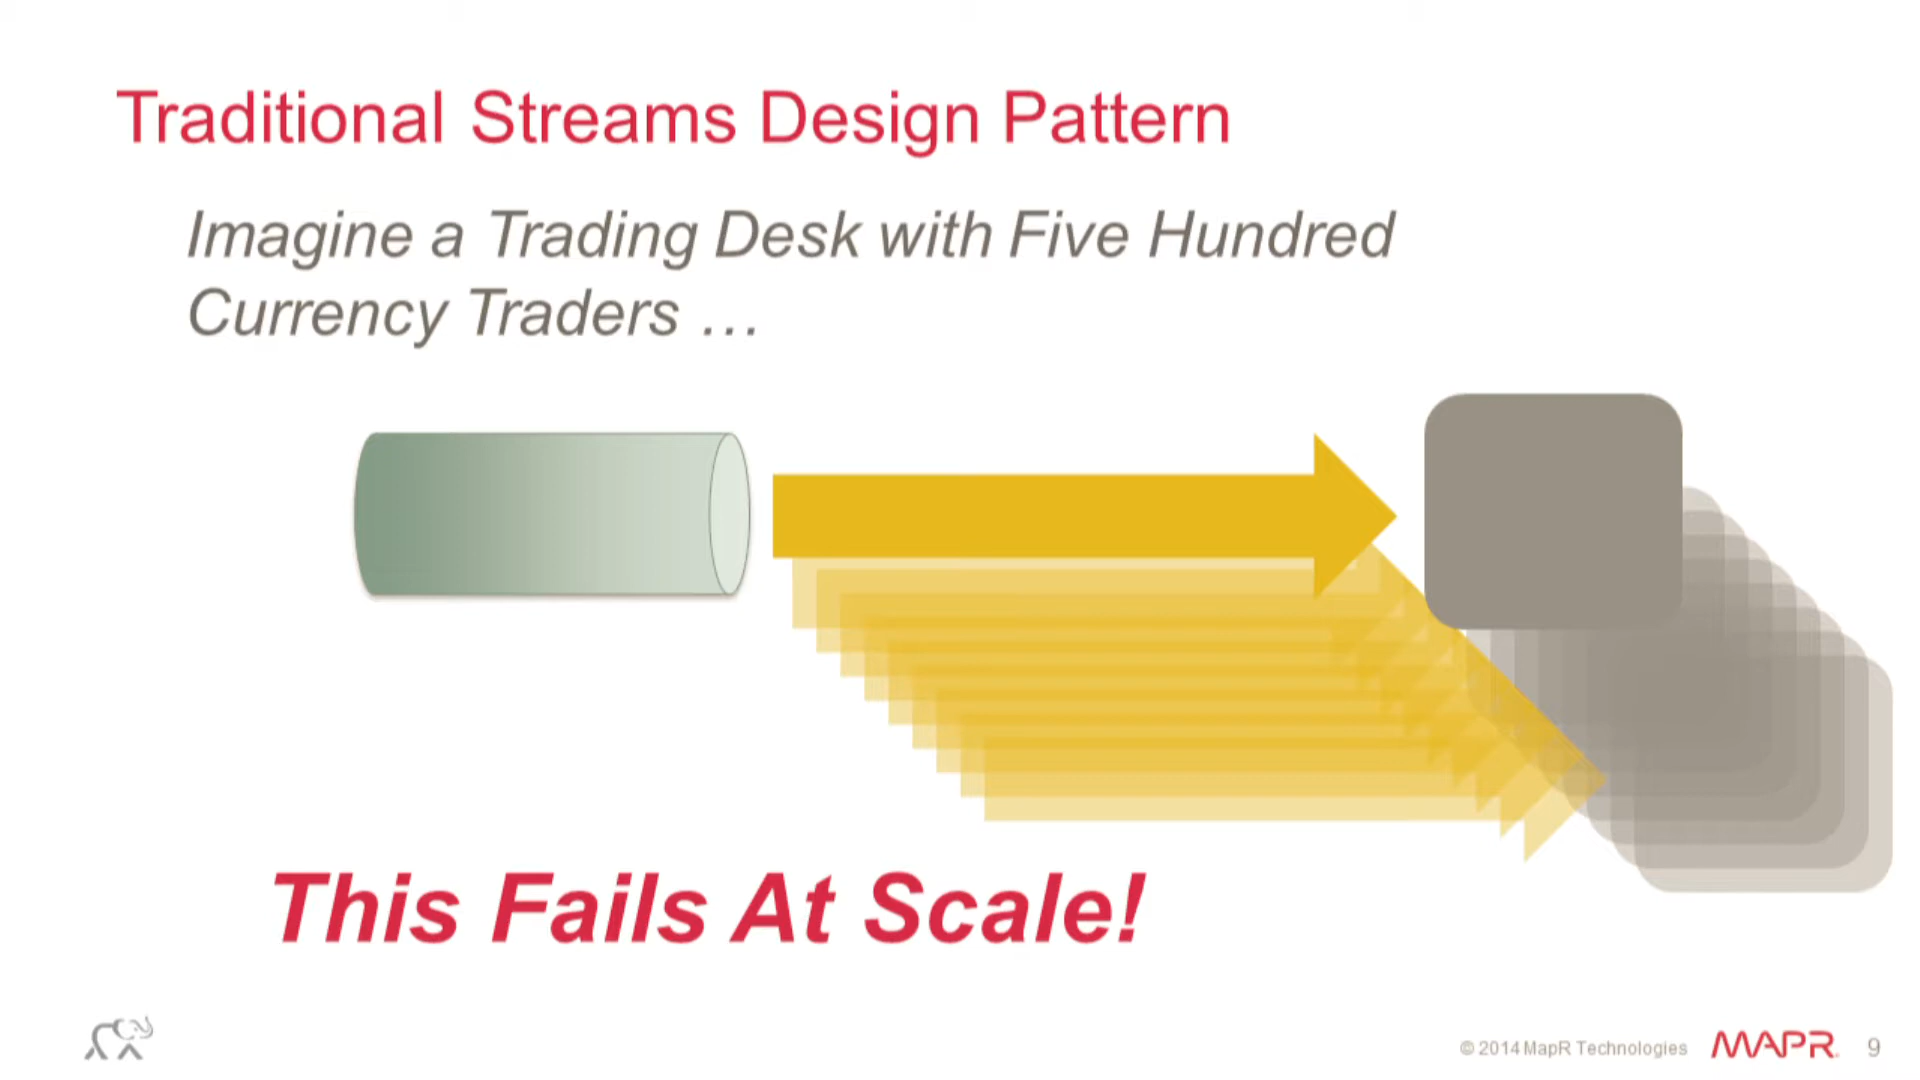 Traditional Streams Design Pattern
Imagine a Trading Desk with Five Hundred
Currency Traders …
This Fails At Scale!
© 2014 MapR Technologies MAPR 9